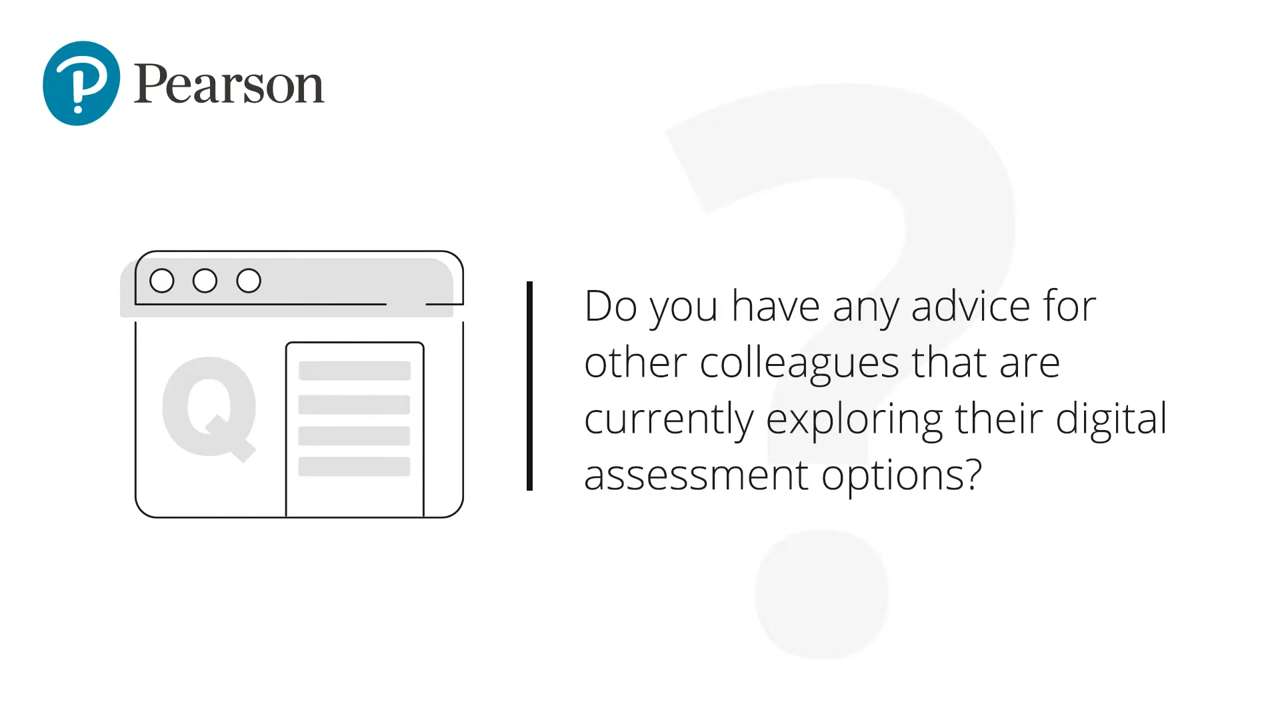 Pearson
Q
Do you have any advice for
other colleagues that are
currently exploring their digital
assessment options?